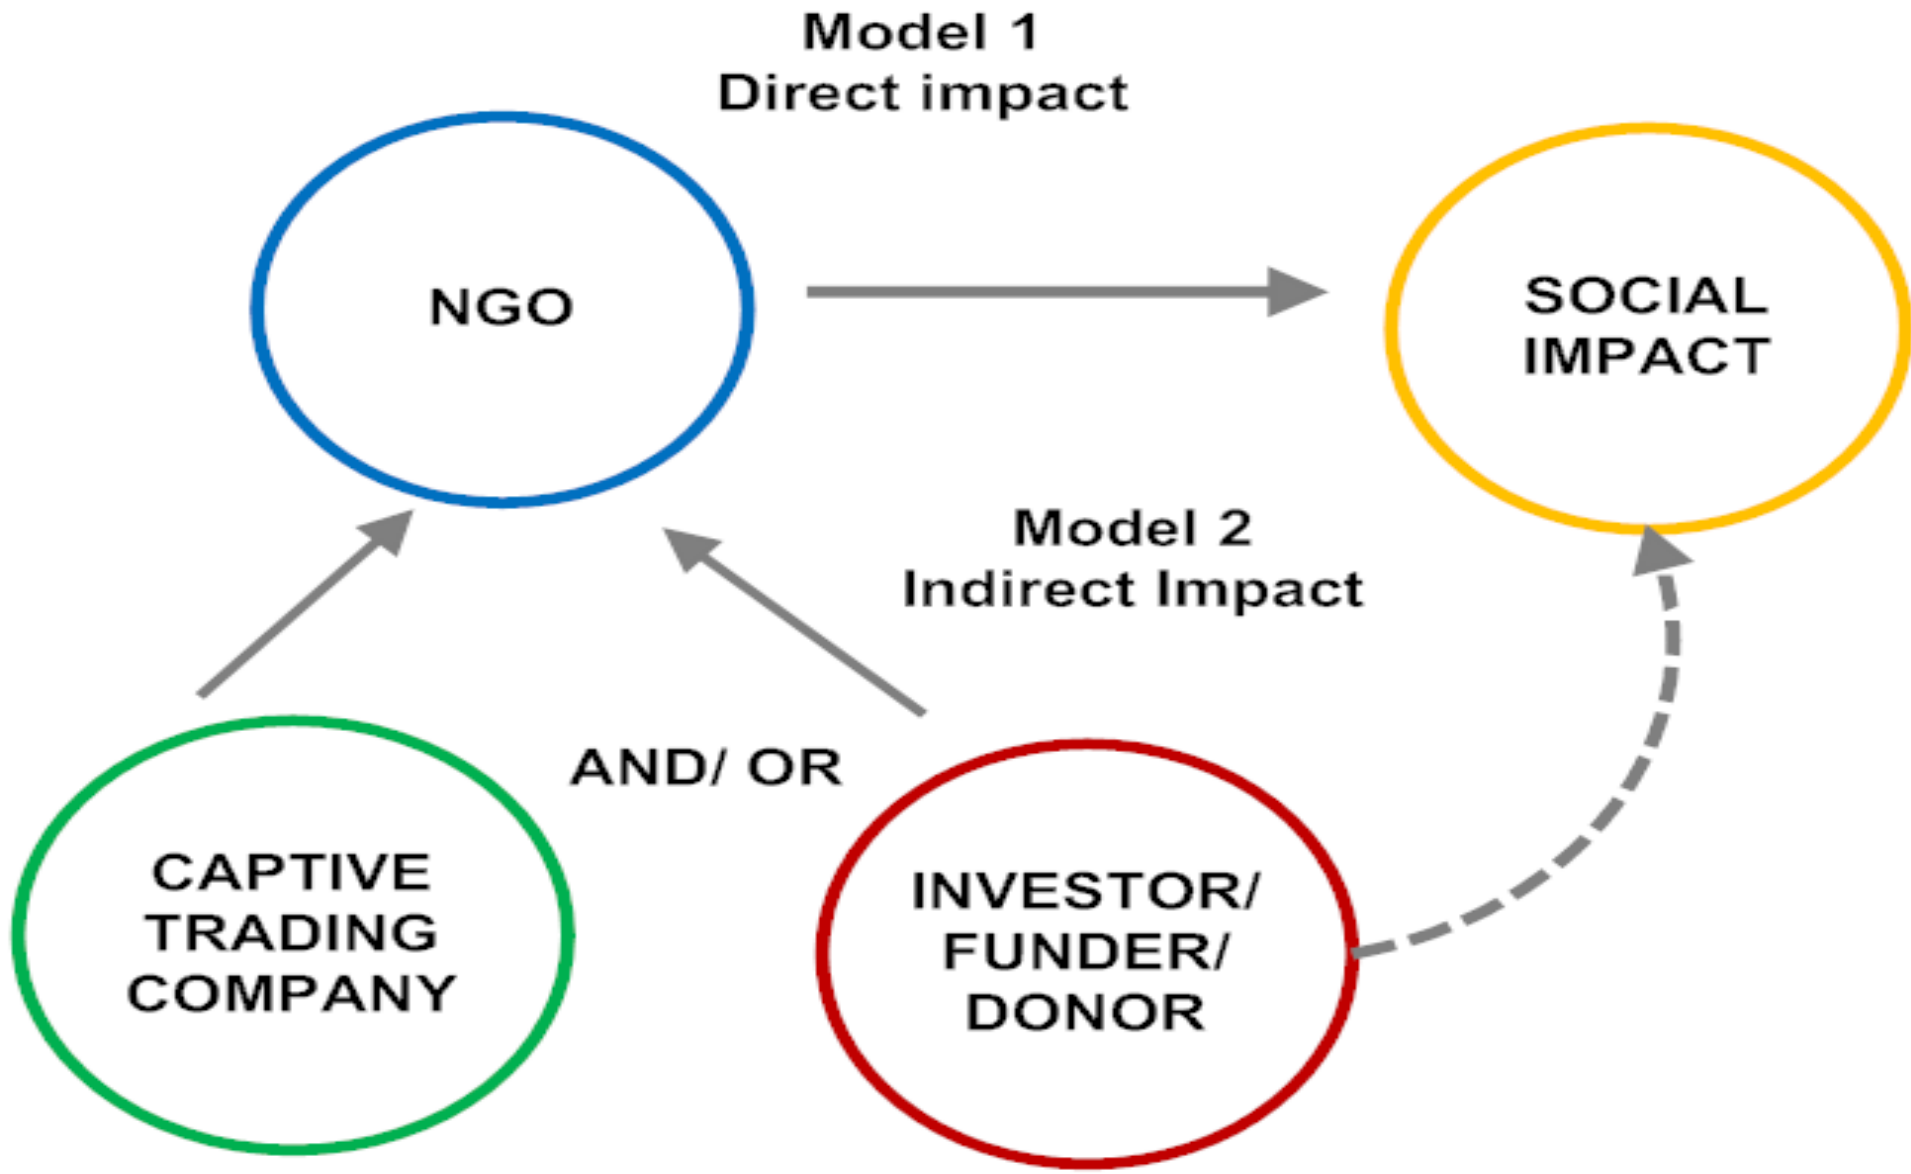 Model 1
Direct impact
NGO
SOCIAL
IMPACT
Model 2
Indirect Impact
AND/ OR
CAPTIVE
TRADING
COMPANY
INVESTOR/
FUNDER/
DONOR